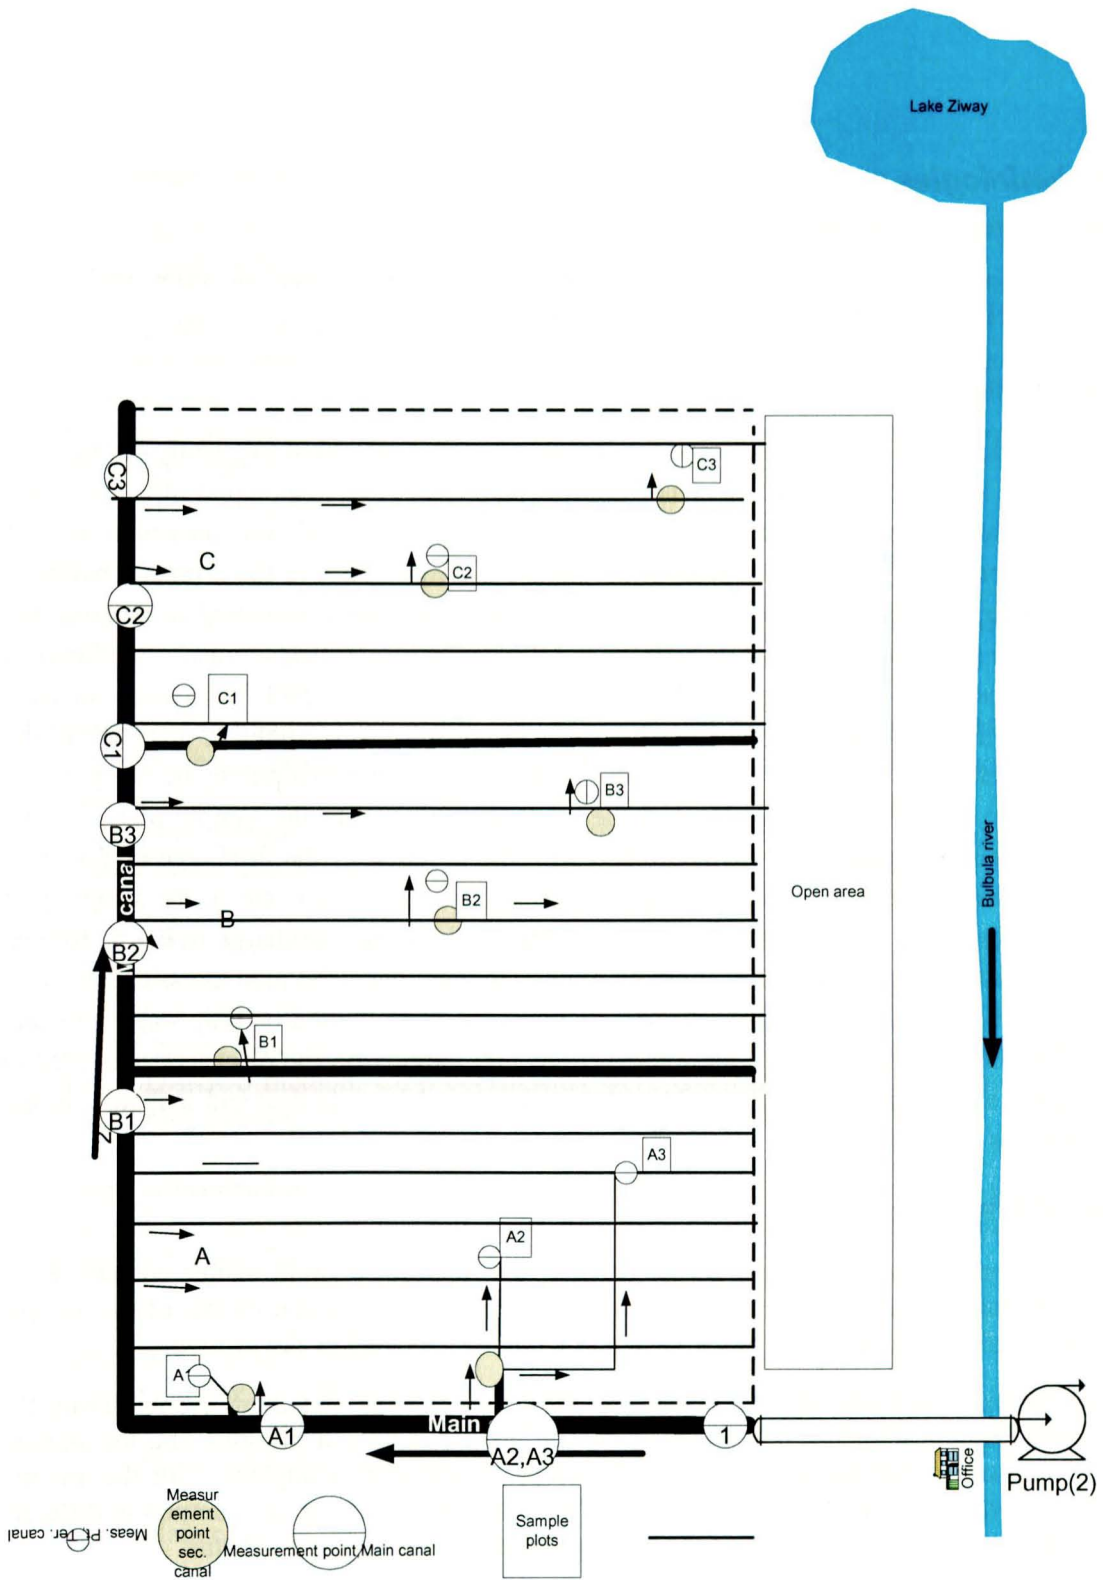 Lake Ziway
C3
C3
C
C2
C2
C1
C1
B3
B3
canal
Open area
Bulbula river
B2
B
B2
B1
B1
A3
A2
A
A
Main
1
A1
A2,A3
Office
Pump(2)
Meas. Pt. Ter. canal
Measur
ement
point
sec.
canal
Measurement point, Main canal
Sample
plots